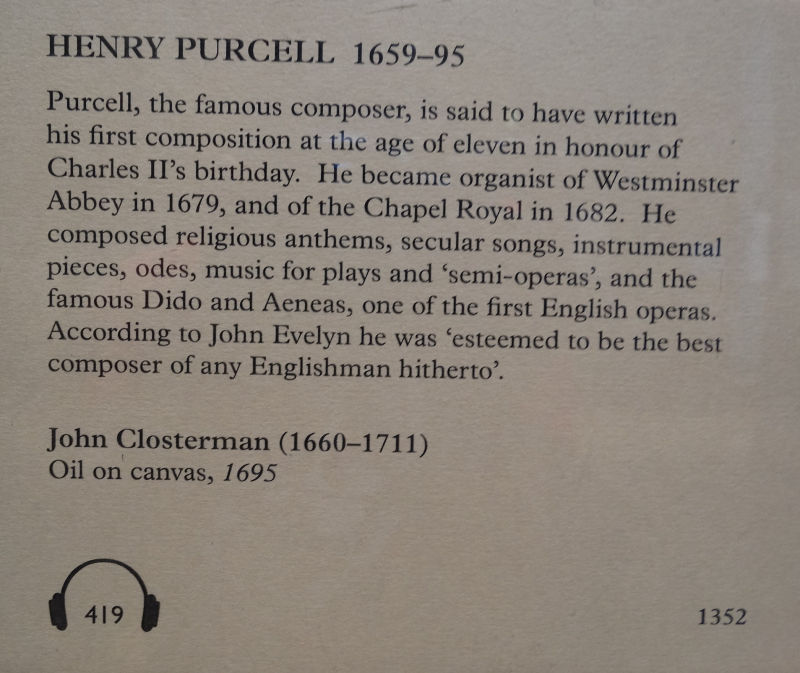 HENRY PURCELL 1659–95
Purcell, the famous composer, is said to have written
his first composition at the age of eleven in honour of
Charles II’s birthday. He became organist of Westminster
Abbey in 1679, and of the Chapel Royal in 1682. He
composed religious anthems, secular songs, instrumental
pieces, odes, music for plays and ‘semi-operas’, and the
famous Dido and Aeneas, one of the first English operas.
According to John Evelyn he was ‘esteemed to be the best
composer of any Englishman hitherto’.
John Closterman (1660–1711)
Oil on canvas, 1695
419
1352